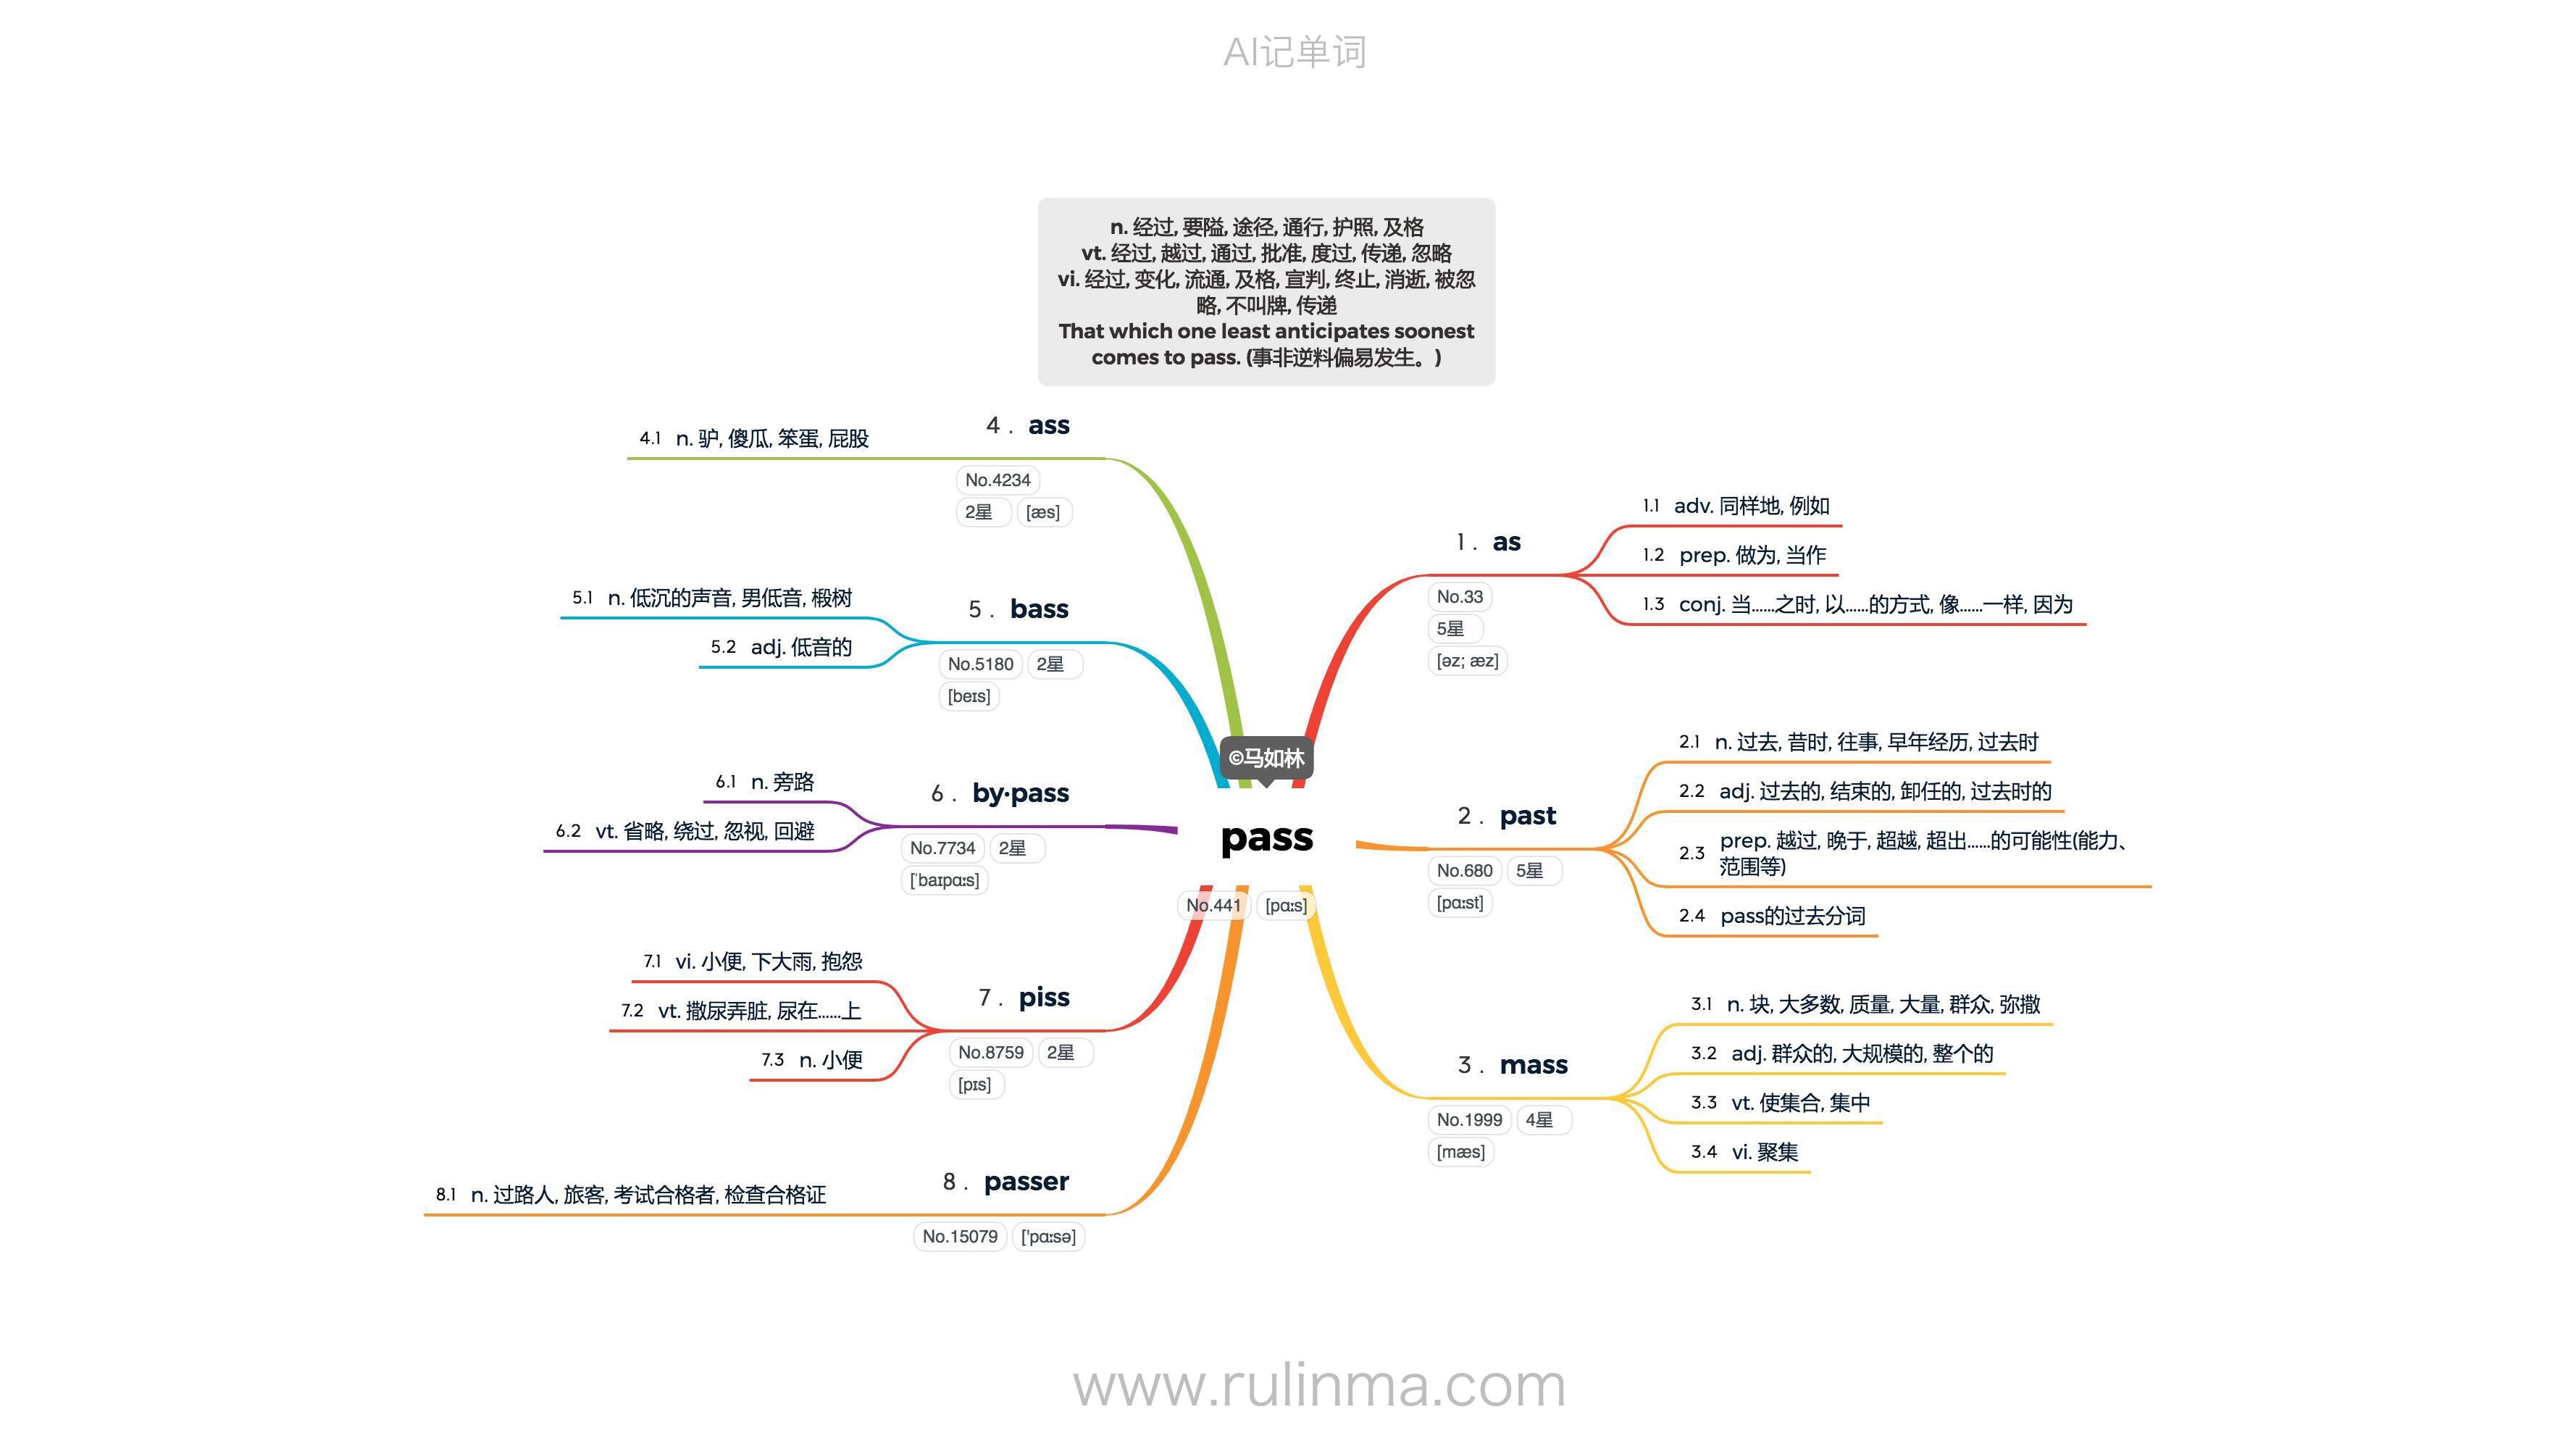 AI记单词
n. 经过, 要隘, 途径, 通行, 护照, 及格
vt. 经过, 越过, 通过, 批准, 度过, 传递, 忽略
vi. 经过, 变化, 流通, 及格, 宣判, 终止, 消逝, 被忽
略, 不叫牌, 传递
That which one least anticipates soonest
comes to pass. (事非逆料偏易发生。)
©马如林
pass
No.441 [pɑːs]
1. as
No.33
5星
[əz; æz]
1.1 adv. 同样地, 例如
1.2 prep. 做为, 当作
1.3 conj. 当……之时, 以……的方式, 像……一样, 因为
2. past
No.680 5星
[pɑːst]
2.1 n. 过去, 昔时, 往事, 早年经历, 过去时
2.2 adj. 过去的, 结束的, 卸任的, 过去时的
2.3 prep. 越过, 晚于, 超越, 超出……的可能性(能力、
范围等)
2.4 pass的过去分词
3. mass
No.1999 4星
[mæs]
3.1 n. 块, 大多数, 质量, 大量, 群众, 弥撒
3.2 adj. 群众的, 大规模的, 整个的
3.3 vt. 使集合, 集中
3.4 vi. 聚集
4. ass
No.4234
2星 [æs]
4.1 n. 驴, 傻瓜, 笨蛋, 屁股
5. bass
No.5180 2星
[beɪs]
5.1 n. 低沉的声音, 男低音, 椴树
5.2 adj. 低音的
6. by·pass
No.7734 2星
[ˈbaɪpɑːs]
6.1 n. 旁路
6.2 vt. 省略, 绕过, 忽视, 回避
7. piss
No.8759 2星
[pɪs]
7.1 vi. 小便, 下大雨, 抱怨
7.2 vt. 撒尿弄脏, 尿在……上
7.3 n. 小便
8. passer
No.15079 ['pɑːsə]
8.1 n. 过路人, 旅客, 考试合格者, 检查合格证
www.rulinma.com